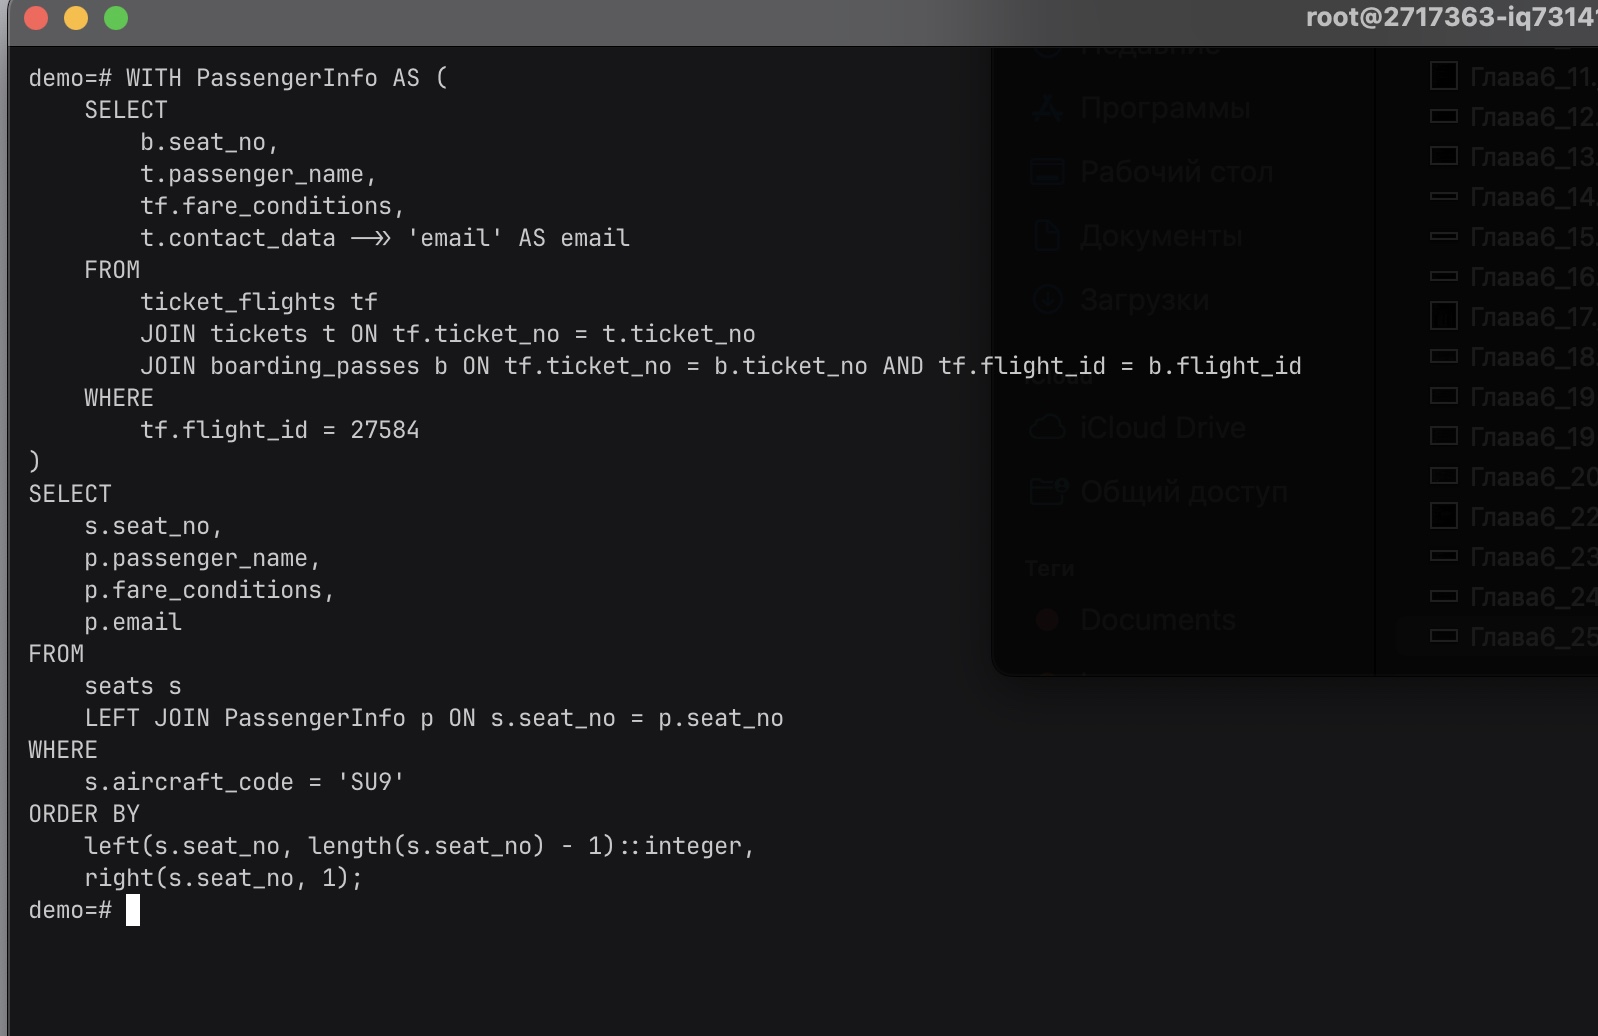 root@2717363-iq7314
demo=# WITH PassengerInfo AS (
    SELECT
        b.seat_no,
        t.passenger_name,
        tf.fare_conditions,
        t.contact_data ->> 'email' AS email
    FROM
        ticket_flights tf
        JOIN tickets t ON tf.ticket_no = t.ticket_no
        JOIN boarding_passes b ON tf.ticket_no = b.ticket_no AND tf.flight_id = b.flight_id
    WHERE
        tf.flight_id = 27584
)
SELECT
    s.seat_no,
    p.passenger_name,
    p.fare_conditions,
    p.email
FROM
    seats s
    LEFT JOIN PassengerInfo p ON s.seat_no = p.seat_no
WHERE
    s.aircraft_code = 'SU9'
ORDER BY
    left(s.seat_no, length(s.seat_no) - 1)::integer,
    right(s.seat_no, 1);
demo=#
Недавние
Программы
Рабочий стол
Документы
Загрузки
iCloud
iCloud Drive
Общий доступ
Теги
Documents
Глава6_11.
Глава6_12.
Глава6_13.
Глава6_14.
Глава6_15.
Глава6_16.
Глава6_17.
Глава6_18.
Глава6_19
Глава6_19
Глава6_20
Глава6_22
Глава6_23
Глава6_24
Глава6_25